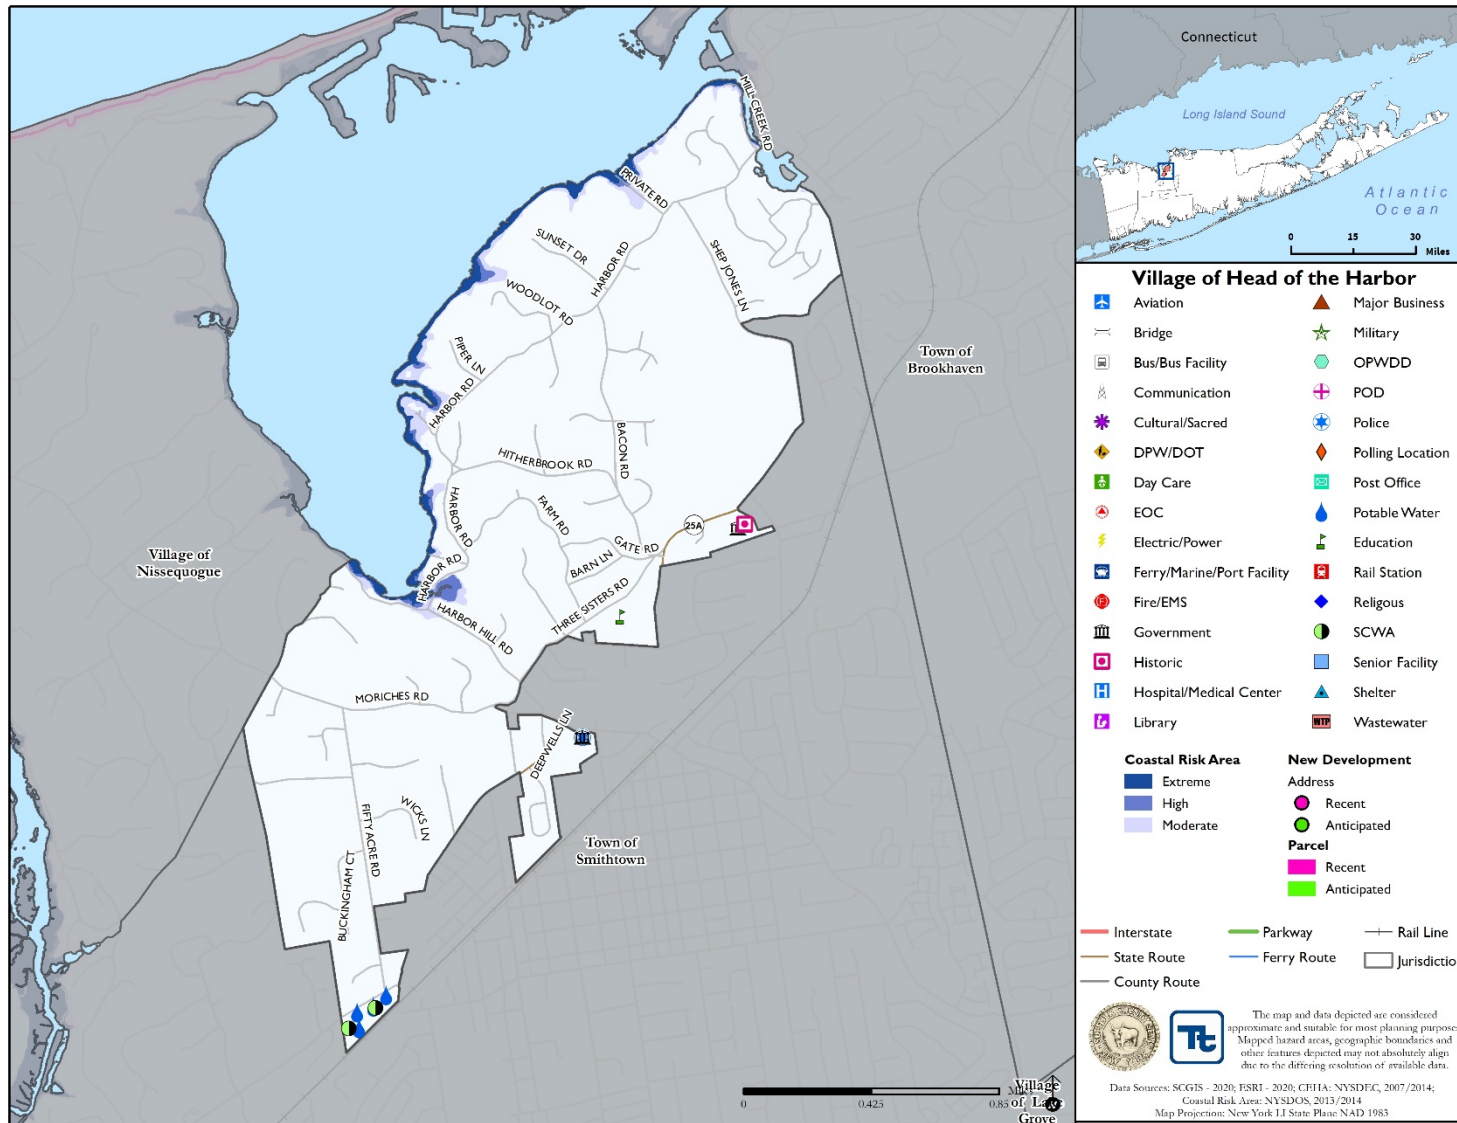 MILL CREEK RD
PRIVATE RD
SUNSET DR
HARBOR RD
SHEP JONES LN
WOODLOT RD
PIPER LN
HARBOR RD
BACON RD
HITHERBROOK RD
HARBOR RD
FARM RD
25A
GATE RD
BARN LN
HARBOR RD
THREE SISTERS RD
HARBOR HILL RD
MORICHES RD
DEEPWELLS LN
WICKS LN
FIFTY ACRE RD
BUCKINGHAM CT
Town of
Brookhaven
Village of
Nissequogue
Town of
Smithtown
Village
of Lake
Grove
Miles
0 0.425 0.85
Connecticut
Long Island Sound
Atlantic
Ocean
0 15 30
Miles
Village of Head of the Harbor
Aviation
Bridge
Bus/Bus Facility
Communication
Cultural/Sacred
DPW/DOT
Day Care
EOC
Electric/Power
Ferry/Marine/Port Facility
Fire/EMS
Government
Historic
Hospital/Medical Center
Library
Major Business
Military
OPWDD
POD
Police
Polling Location
Post Office
Potable Water
Education
Rail Station
Religous
SCWA
Senior Facility
Shelter
WTP Wastewater
Coastal Risk Area
Extreme
High
Moderate
New Development
Address
Recent
Anticipated
Parcel
Recent
Anticipated
Interstate
State Route
County Route
Parkway
Ferry Route
Rail Line
Jurisdictio
Tt
The map and data depicted are considered
approximate and suitable for most planning purpose
Mapped hazard areas, geographic boundaries and
other features depicted may not absolutely align
due to the differing resolution of available data.
Data Sources: SCGIS - 2020; ESRI - 2020; CEHA: NYSDEC, 2007/2014;
Coastal Risk Area: NYSDOS, 2013/2014
Map Projection: New York LI State Plane NAD 1983